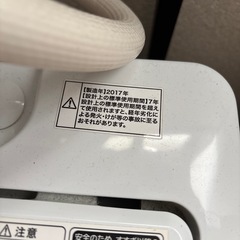 【製造年】2017年
【設計上の標準使用期間】7年
設計上の標準使用期間を超え
て使用されますと、経年劣化に
よる発火・けが等の事故に至る
おそれがあります。
注意
安全のため、すすぎ